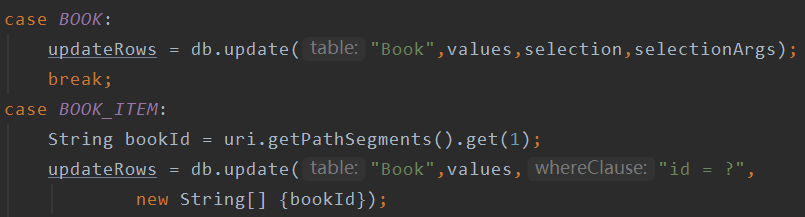 case BOOK:
updateRows = db.update( table: "Book",values,selection,selectionArgs);
break;
case BOOK_ITEM:
String bookId = uri.getPathSegments().get(1);
updateRows = db.update( table: "Book",values, whereClause: "id = ?",
new String[] {bookId});